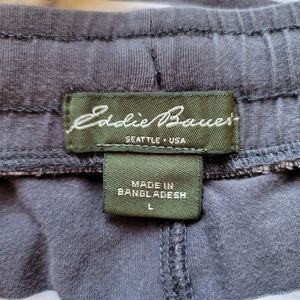 Eddie Bauer
SEATTLE • USA
MADE IN
BANGLADESH
L